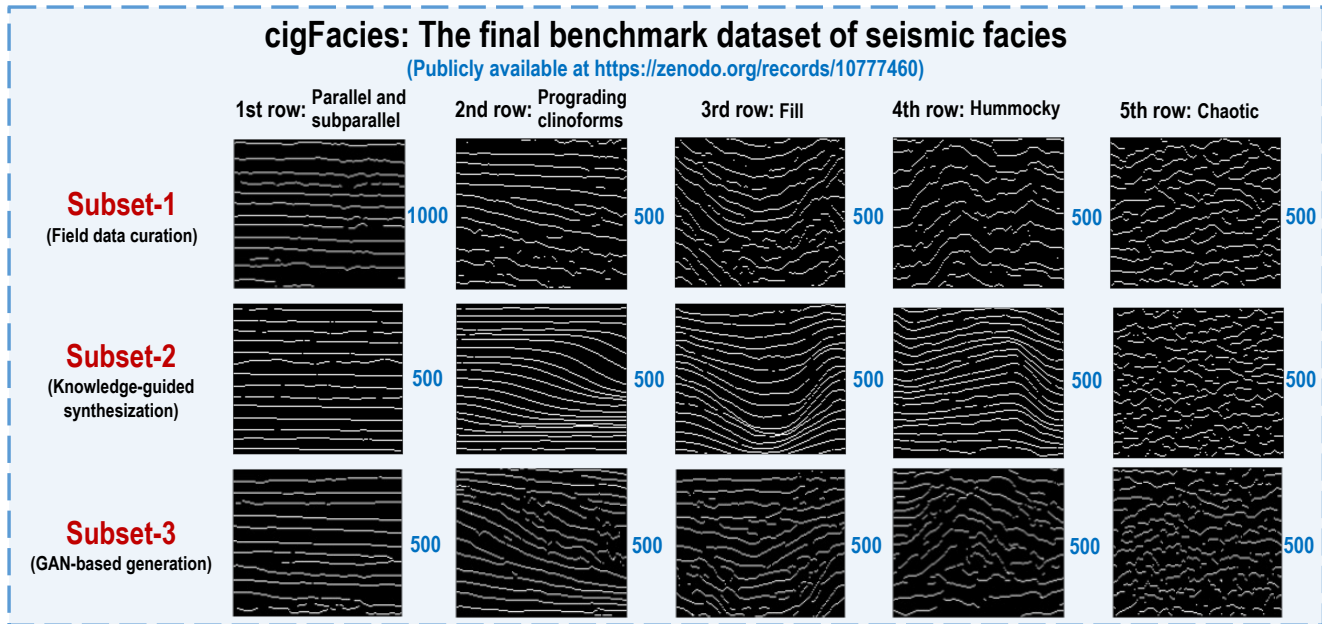 cigFacies: The final benchmark dataset of seismic facies
(Publicly available at https://zenodo.org/records/10777460)
1st row: Parallel and subparallel
2nd row: Prograding clinoforms
3rd row: Fill
4th row: Hummocky
5th row: Chaotic
Subset-1
(Field data curation)
1000
500
500
500
500
Subset-2
(Knowledge-guided
synthesization)
500
500
500
500
500
Subset-3
(GAN-based generation)
500
500
500
500
500